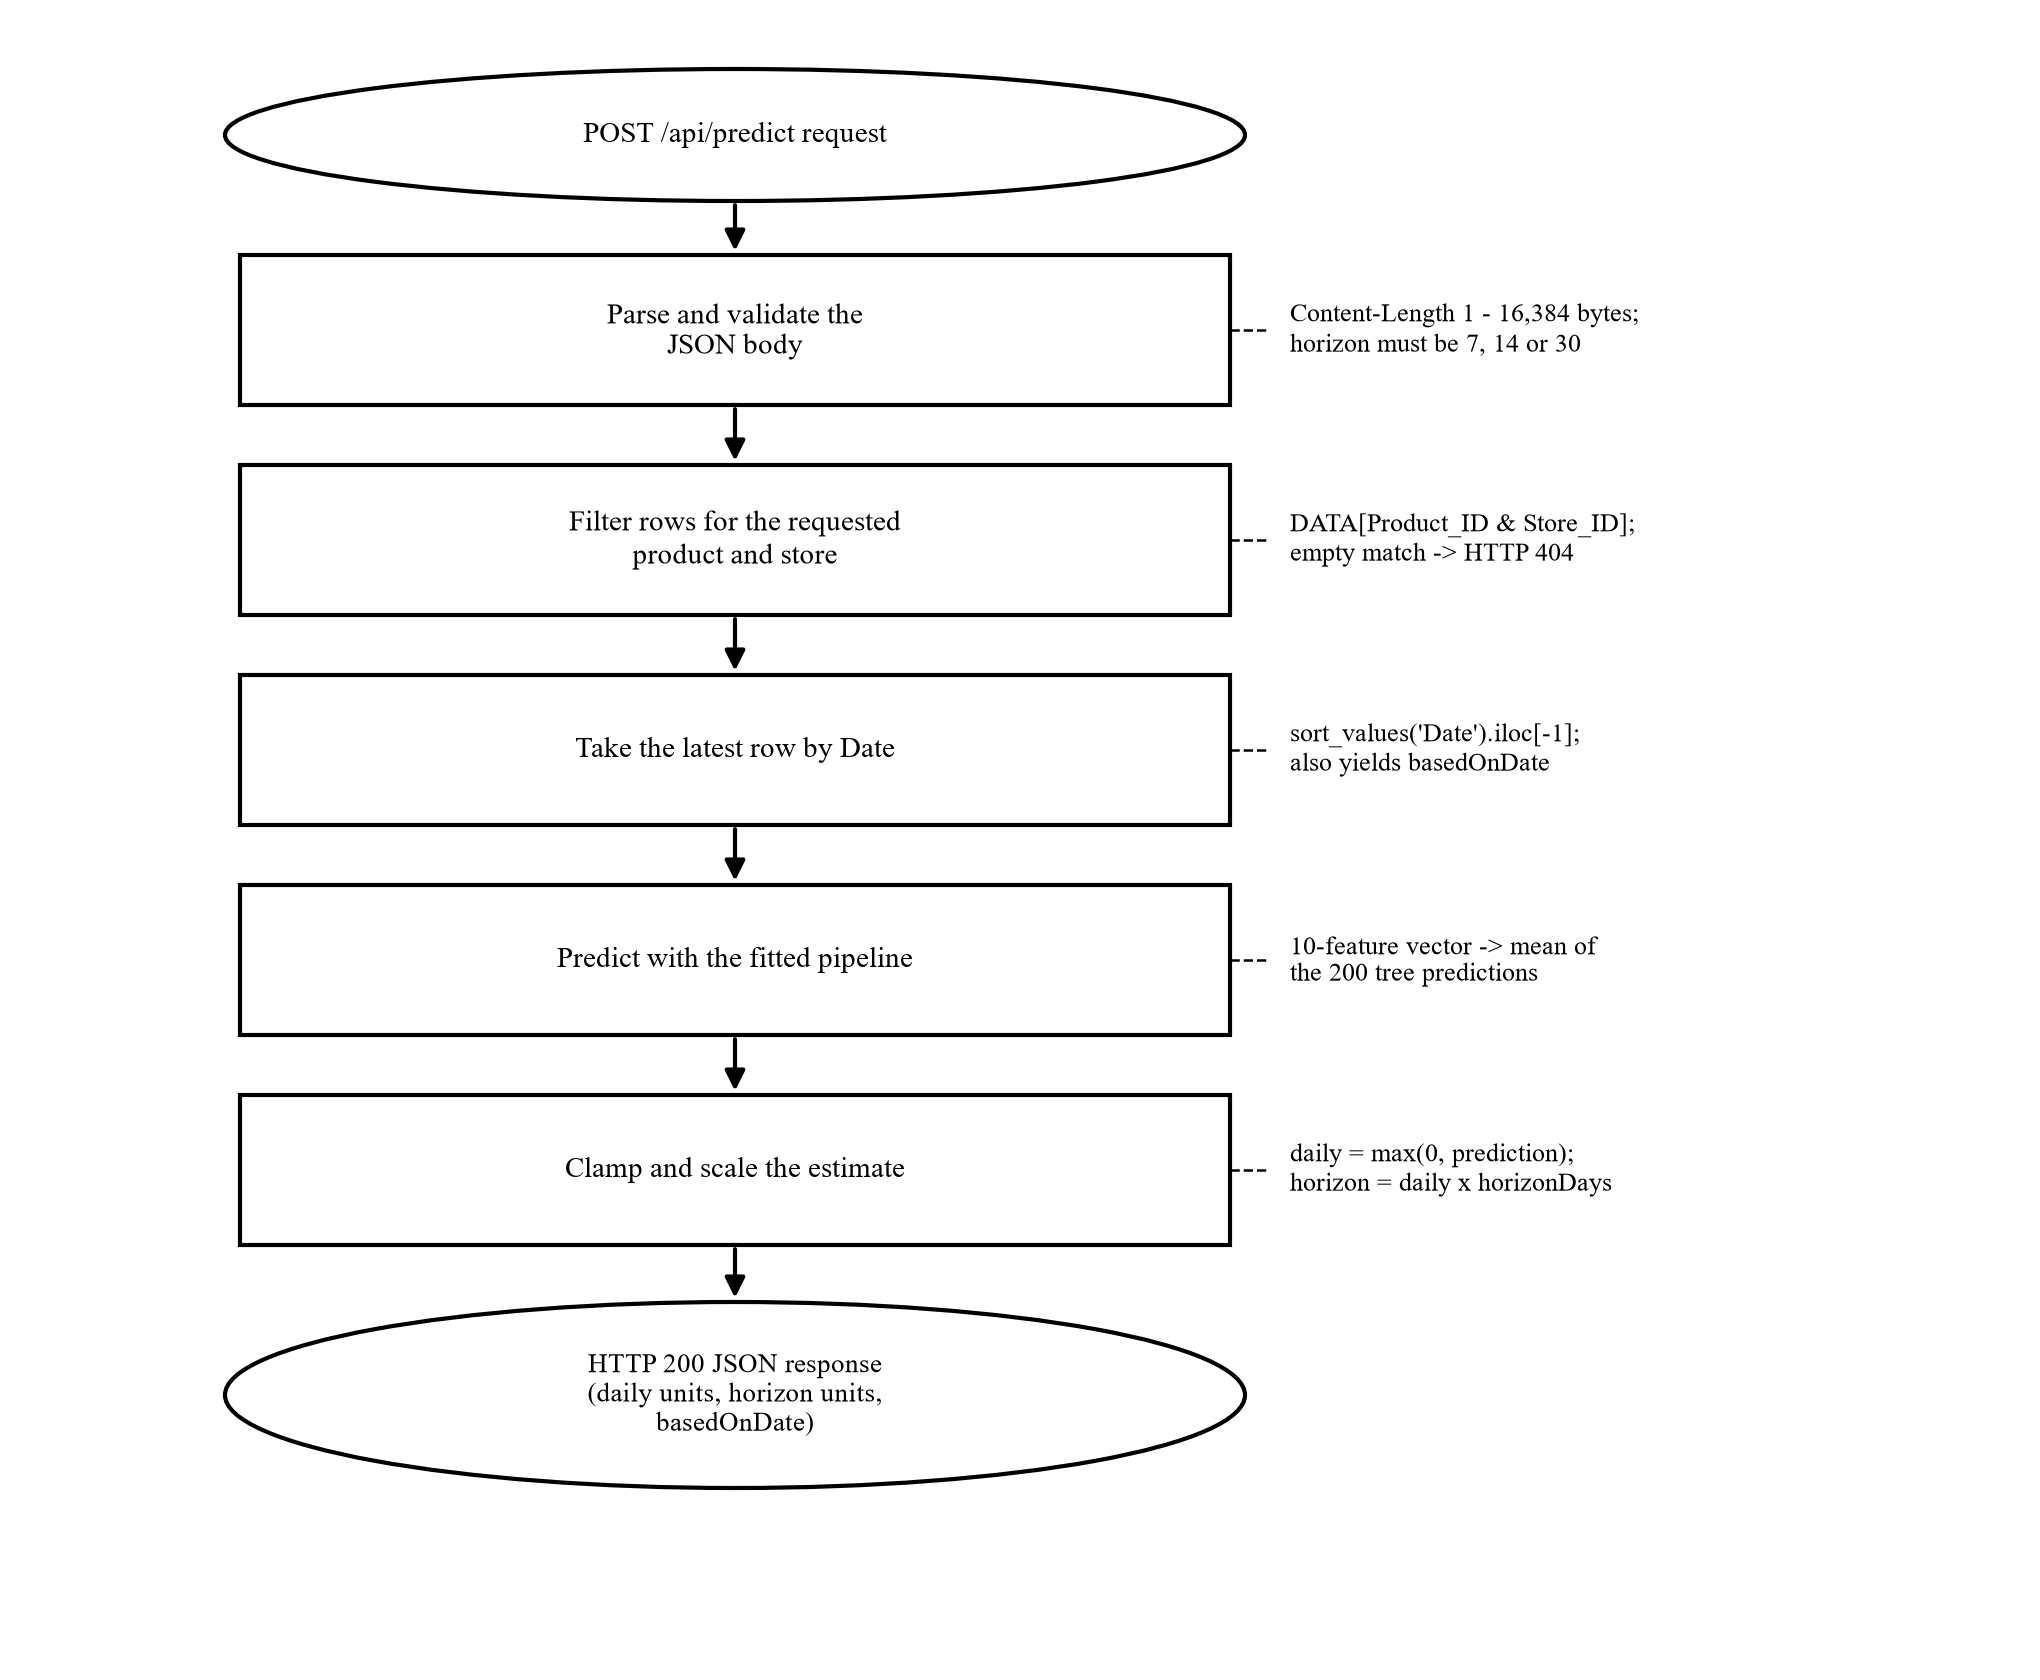 POST /api/predict request
Parse and validate the
JSON body
Content-Length 1 - 16,384 bytes;
horizon must be 7, 14 or 30
Filter rows for the requested
product and store
DATA[Product_ID & Store_ID];
empty match -> HTTP 404
Take the latest row by Date
sort_values('Date').iloc[-1];
also yields basedOnDate
Predict with the fitted pipeline
10-feature vector -> mean of
the 200 tree predictions
Clamp and scale the estimate
daily = max(0, prediction);
horizon = daily x horizonDays
HTTP 200 JSON response
(daily units, horizon units,
basedOnDate)